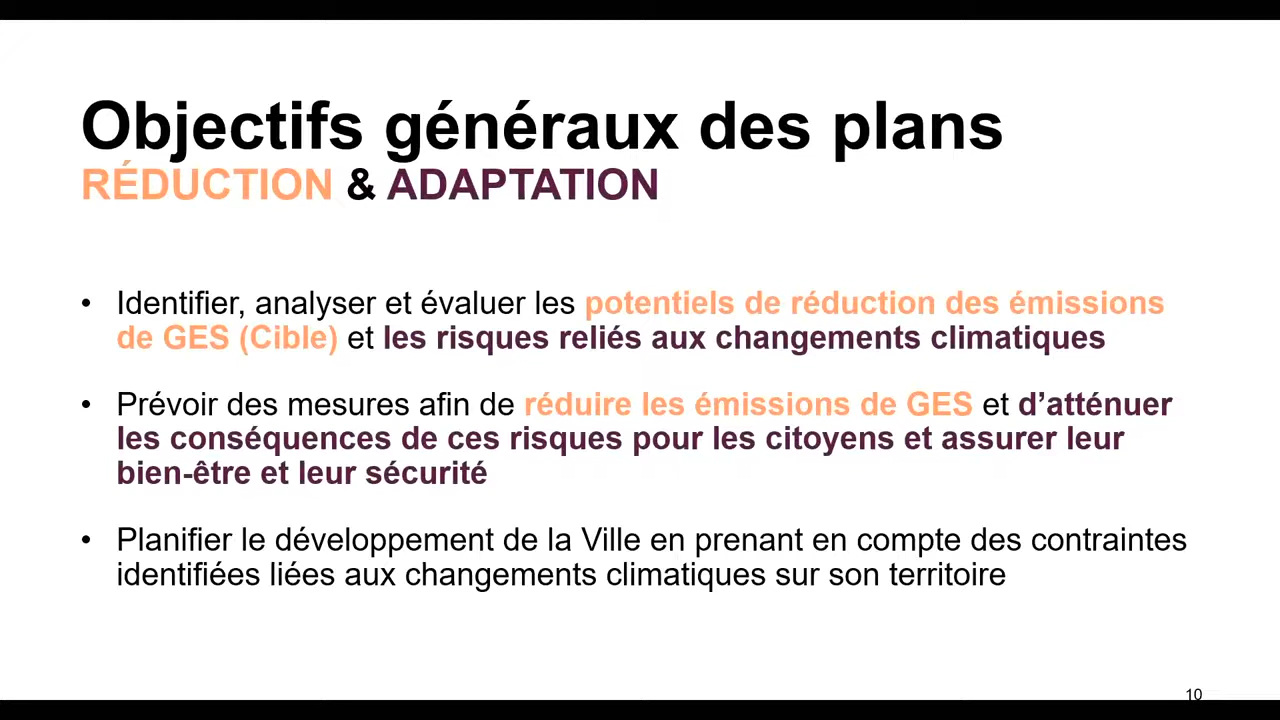 Objectifs généraux des plans
RÉDUCTION & ADAPTATION
• Identifier, analyser et évaluer les potentiels de réduction des émissions
de GES (Cible) et les risques reliés aux changements climatiques
• Prévoir des mesures afin de réduire les émissions de GES et d’atténuer
les conséquences de ces risques pour les citoyens et assurer leur
bien-être et leur sécurité
• Planifier le développement de la Ville en prenant en compte des contraintes
identifiées liées aux changements climatiques sur son territoire
10